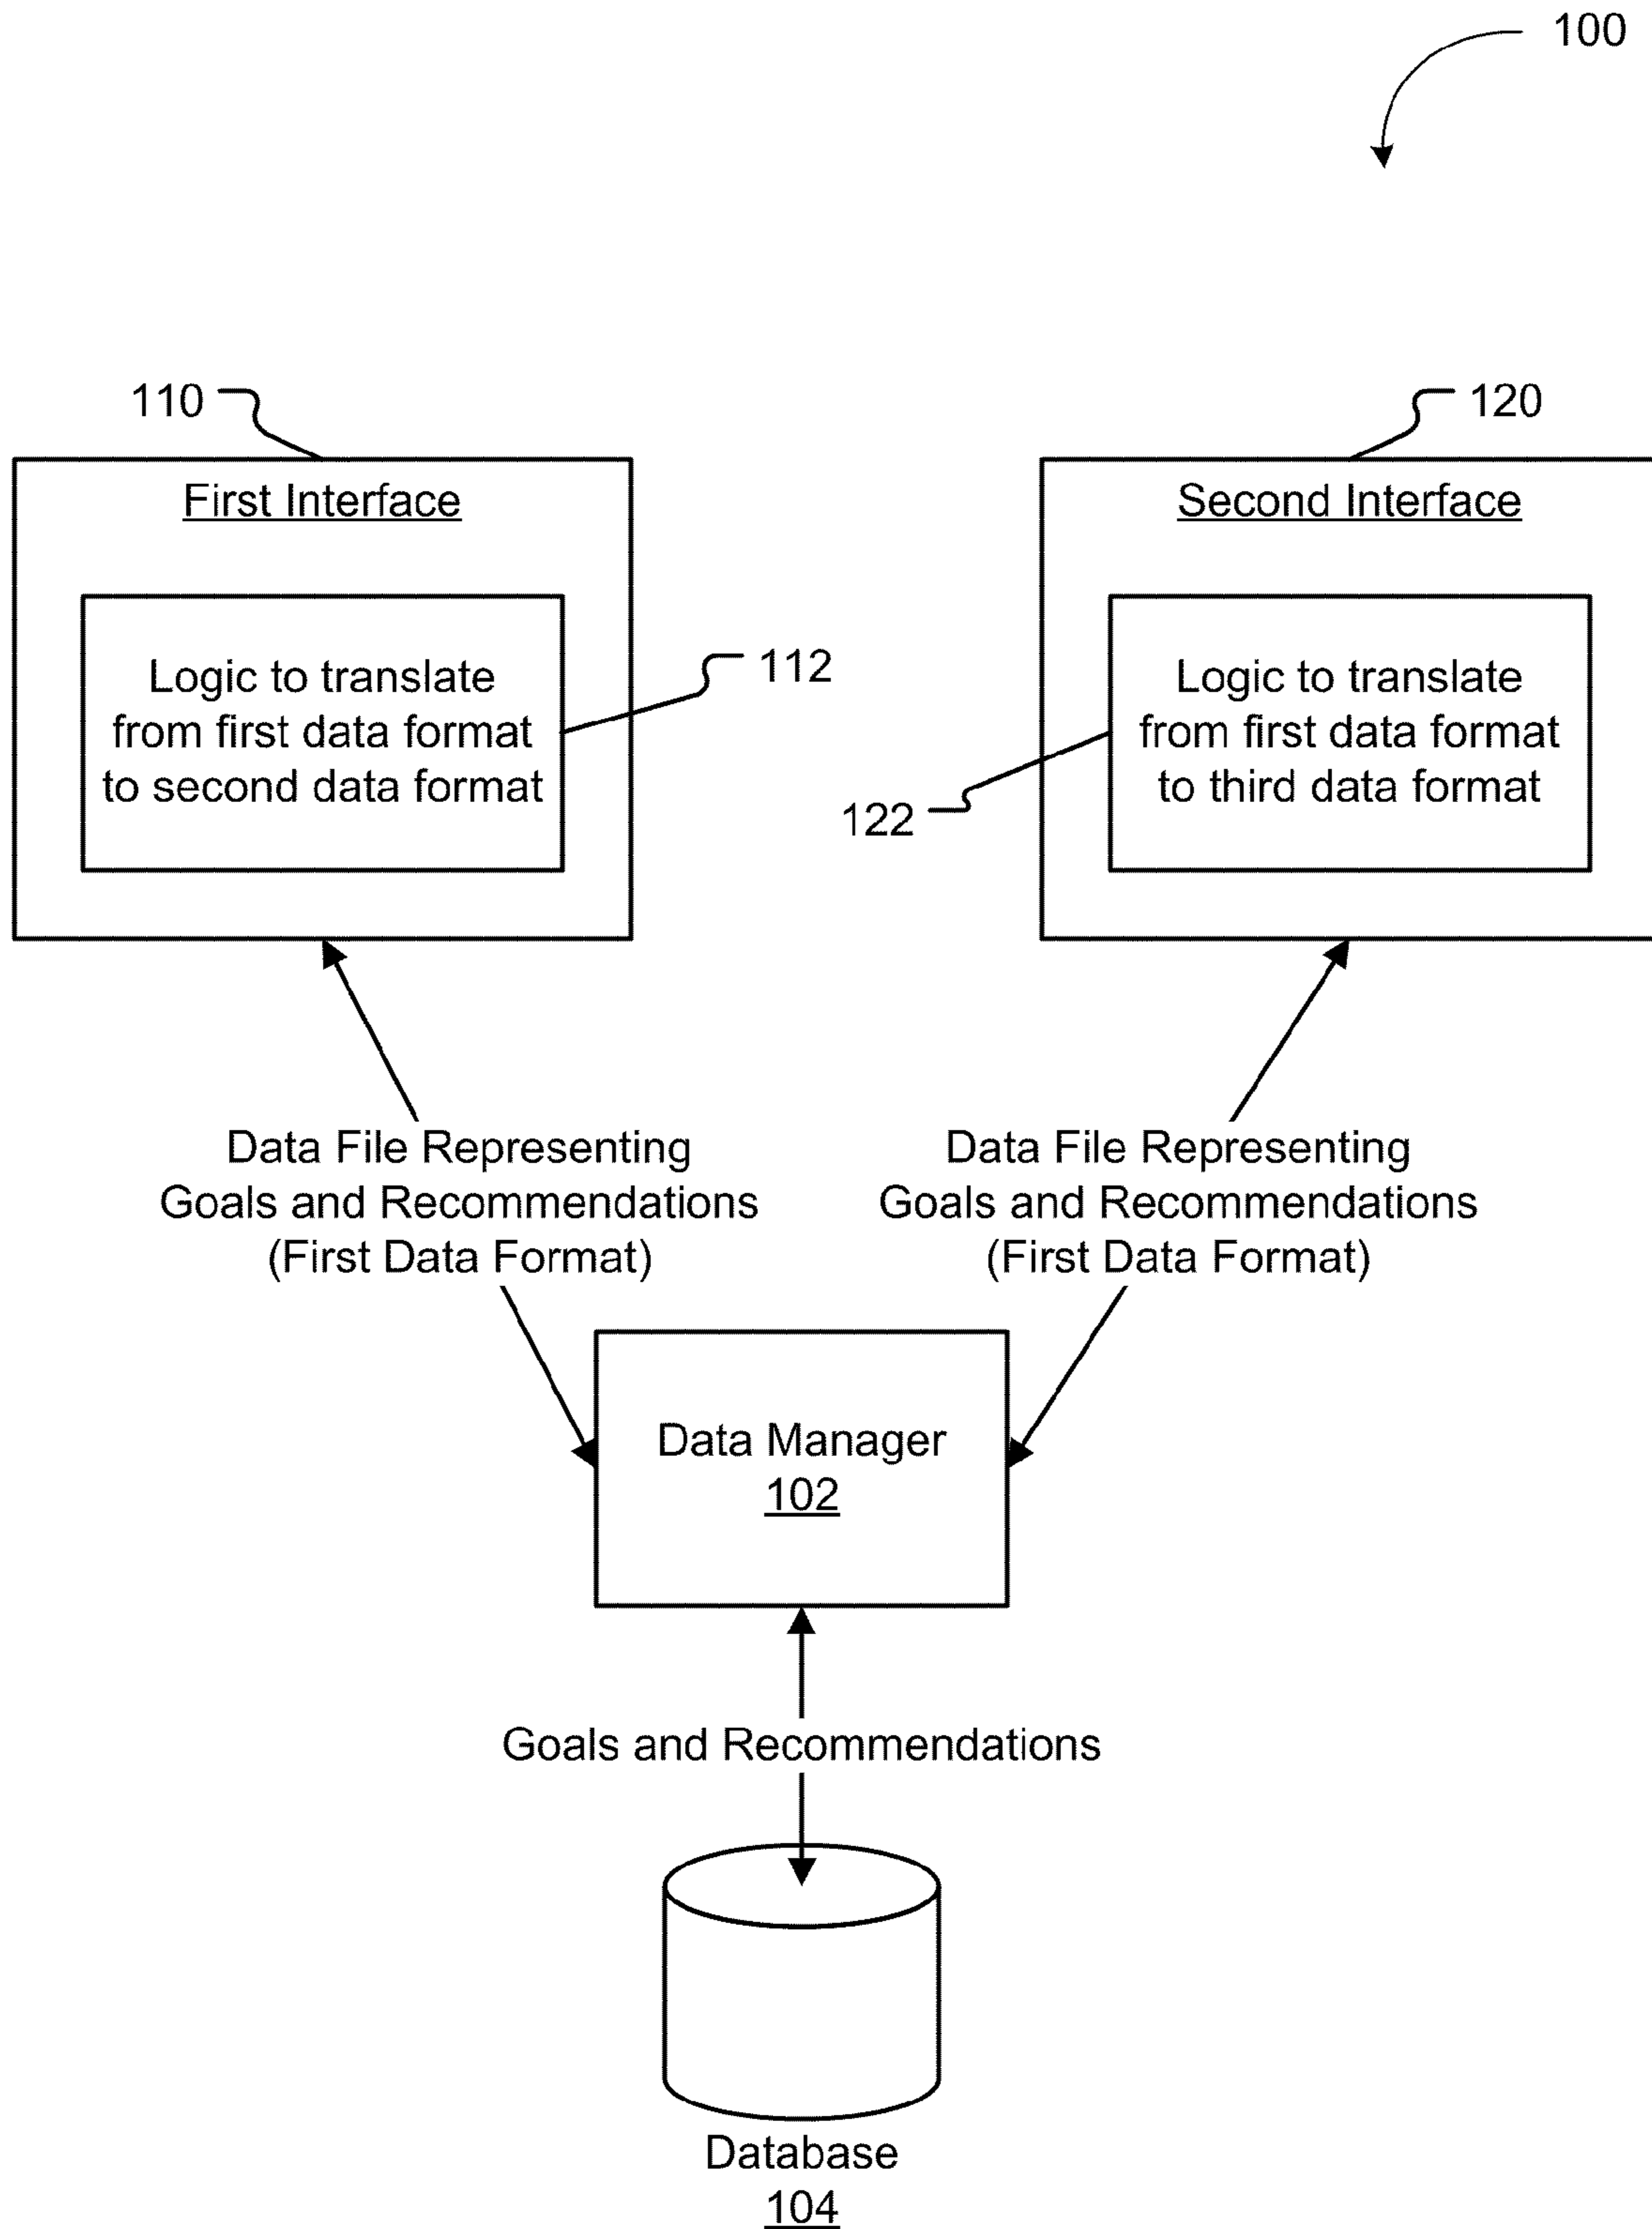 100
110
120
First Interface
Second Interface
Logic to translate
from first data format
to second data format
112
Logic to translate
from first data format
to third data format
122
Data File Representing
Goals and Recommendations
(First Data Format)
Data File Representing
Goals and Recommendations
(First Data Format)
Data Manager
102
Goals and Recommendations
Database
104